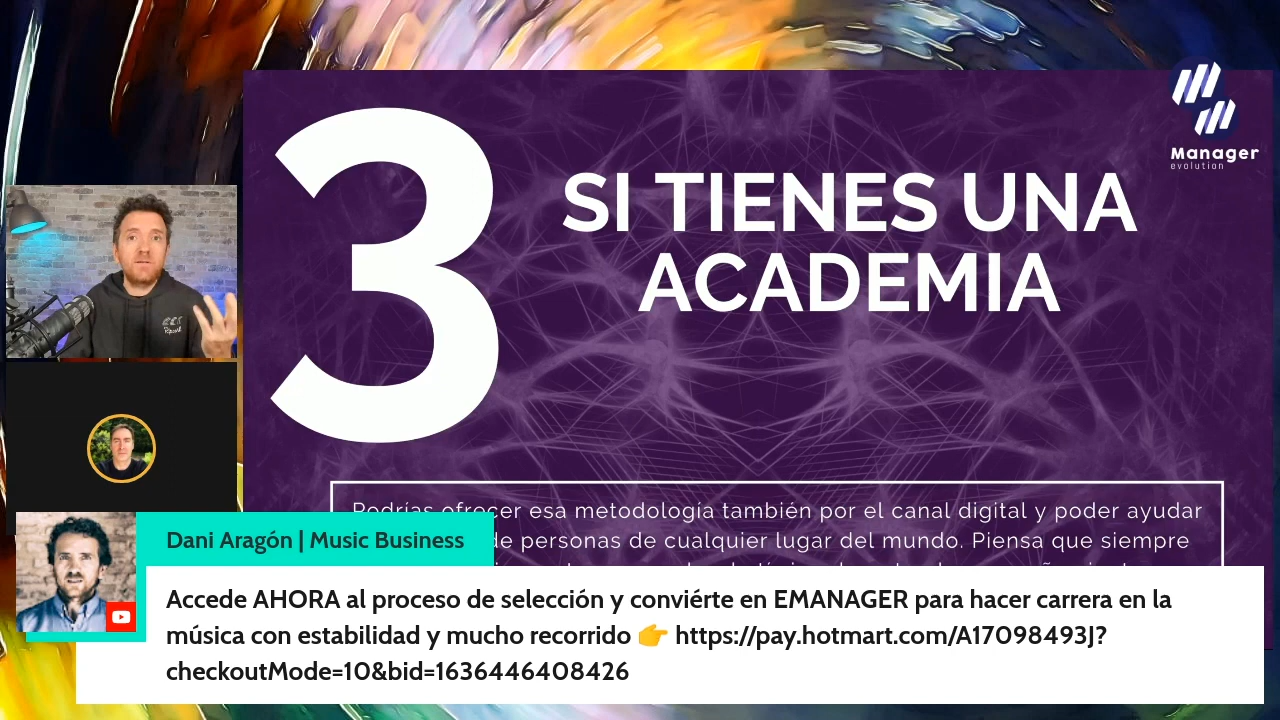 3
SI TIENES UNA
ACADEMIA
Manager
evolution
Podrías ofrecer esa metodología también por el canal digital y poder ayudar
de personas de cualquier lugar del mundo. Piensa que siempre
Dani Aragón | Music Business
Accede AHORA al proceso de selección y conviérte en EMANAGER para hacer carrera en la
música con estabilidad y mucho recorrido 👉 https://pay.hotmart.com/A17098493J?
checkoutMode=10&bid=1636446408426